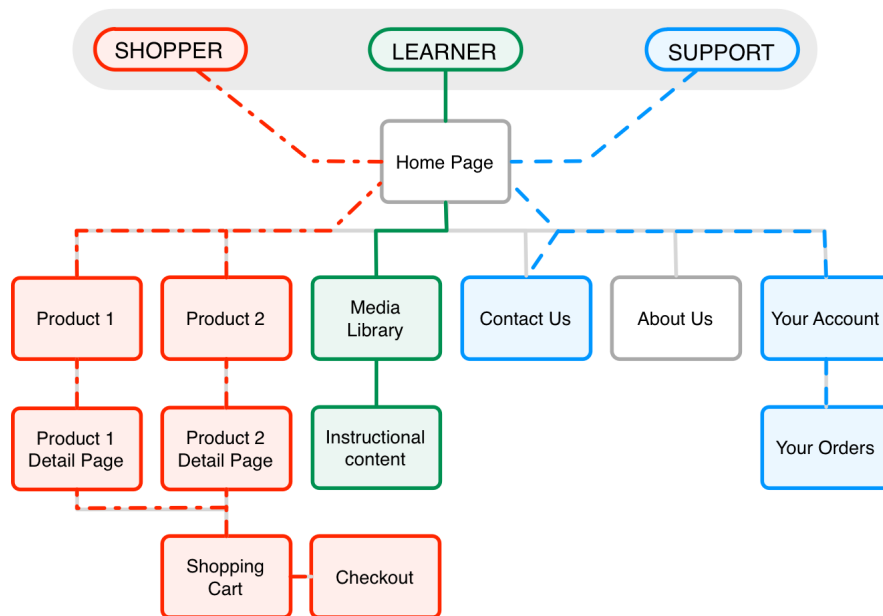 SHOPPER
LEARNER
SUPPORT
Home Page
Product 1
Product 2
Media
Library
Contact Us
About Us
Your Account
Product 1
Detail Page
Product 2
Detail Page
Instructional
content
Your Orders
Shopping
Cart
Checkout